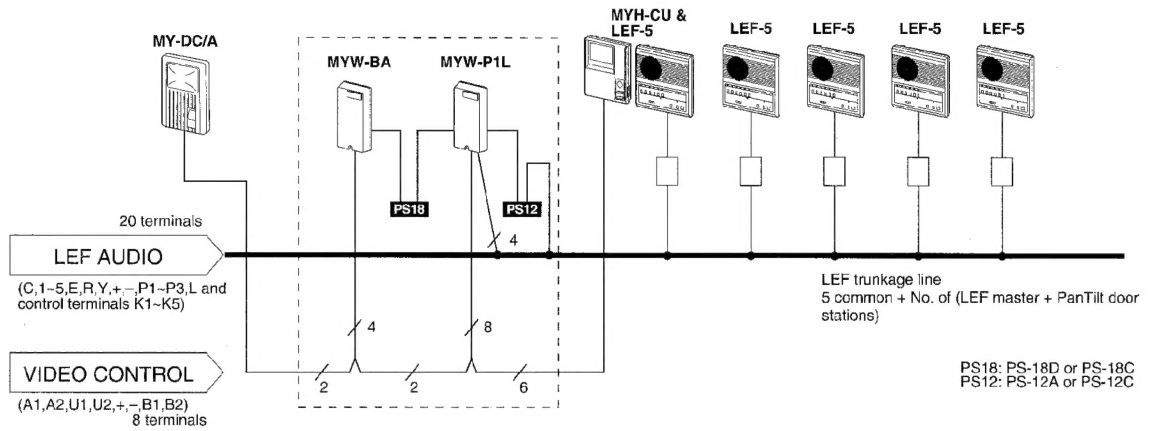 MYH-CU &
LEF-5
LEF-5
LEF-5
LEF-5
LEF-5
MY-DC/A
MYW-BA
MYW-P1L
PS18
PS12
20 terminals
4
LEF AUDIO
(C,1~5,E,R,Y,+,-,P1~P3,L and
control terminals K1~K5)
LEF trunkage line
5 common + No. of (LEF master + PanTilt door
stations)
4
8
VIDEO CONTROL
2
2
6
(A1,A2,U1,U2,+,-,B1,B2)
8 terminals
PS18: PS-18D or PS-18C
PS12: PS-12A or PS-12C